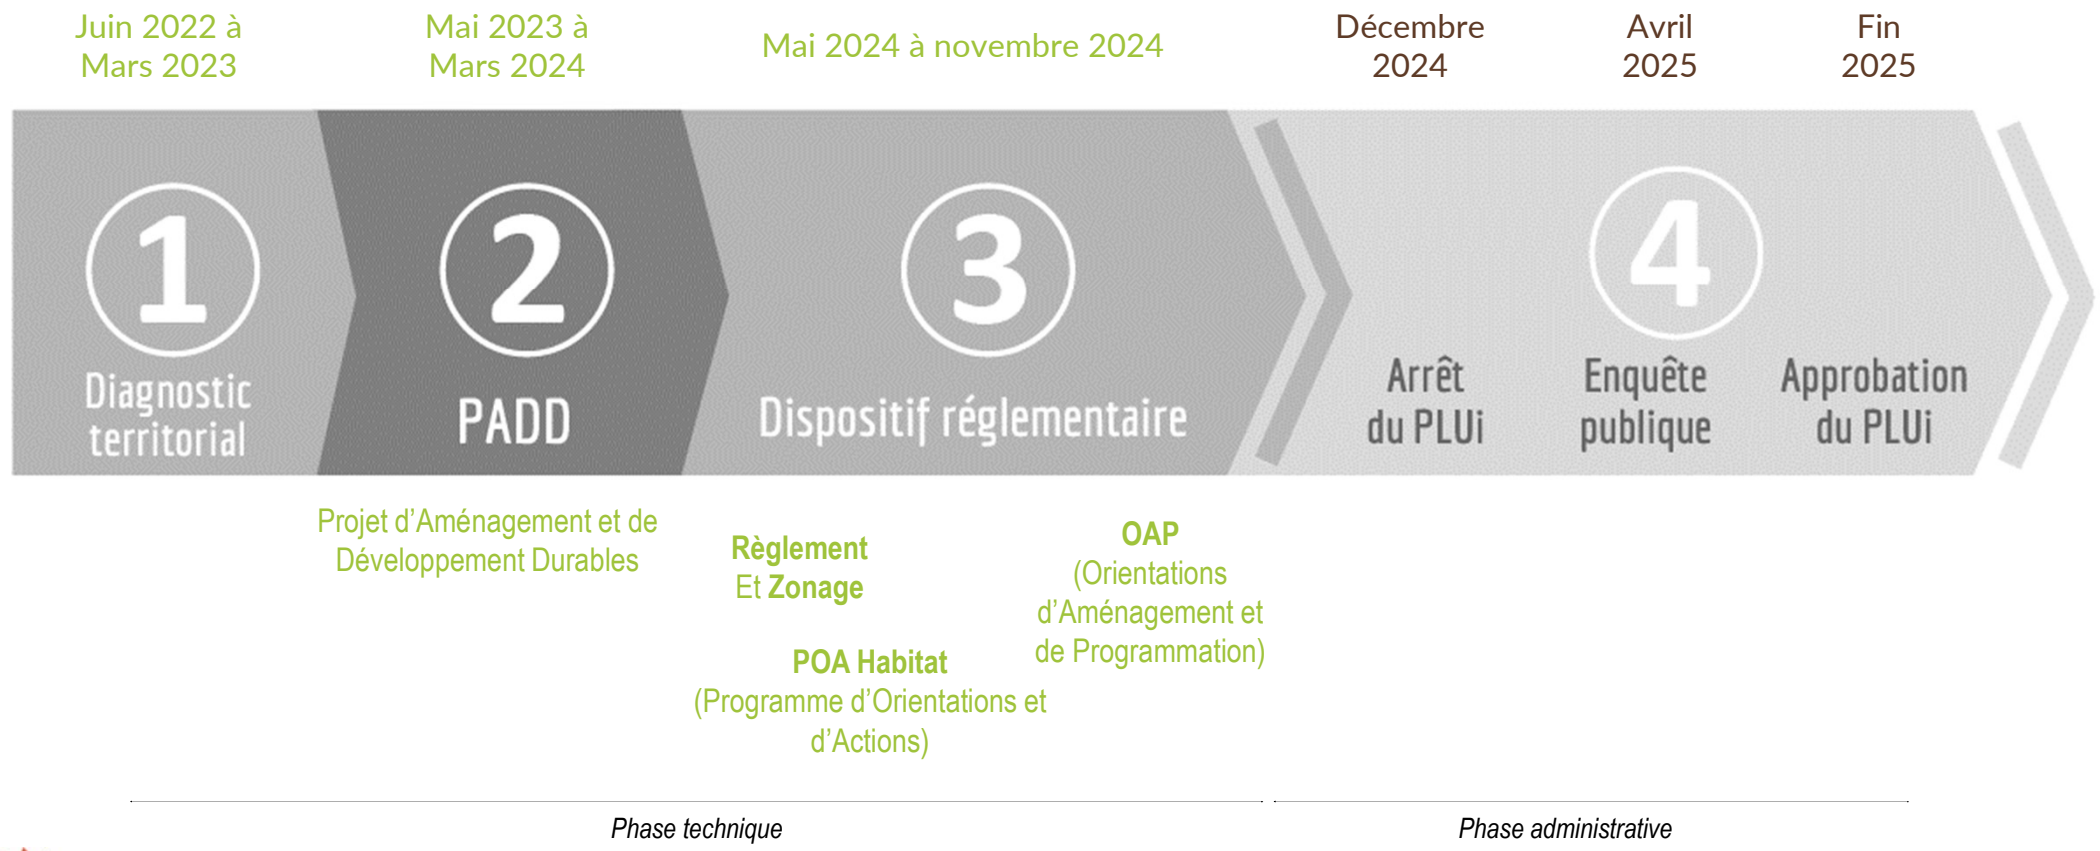 Juin 2022 à
Mars 2023
Mai 2023 à
Mars 2024
Mai 2024 à novembre 2024
Décembre
2024
Avril
2025
Fin
2025
1
Diagnostic
territorial
2
PADD
3
Dispositif réglementaire
4
Arrêt
du PLUi
Enquête
publique
Approbation
du PLUi
Projet d’Aménagement et de
Développement Durables
Règlement
Et Zonage
POA Habitat
(Programme d’Orientations et
d’Actions)
OAP
(Orientations
d’Aménagement et
de Programmation)
Phase technique
Phase administrative